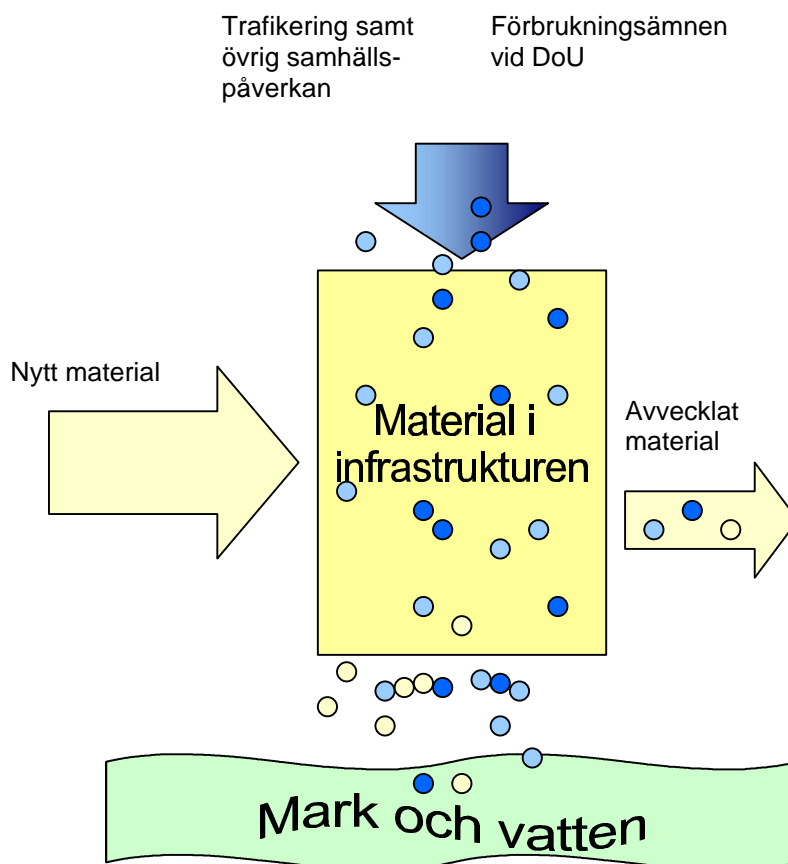 Trafikering samt
övrig samhälls-
påverkan
Förbrukningsämnen
vid DoU
Nytt material
Material i
infrastrukturen
Avvecklat
material
Mark och vatten